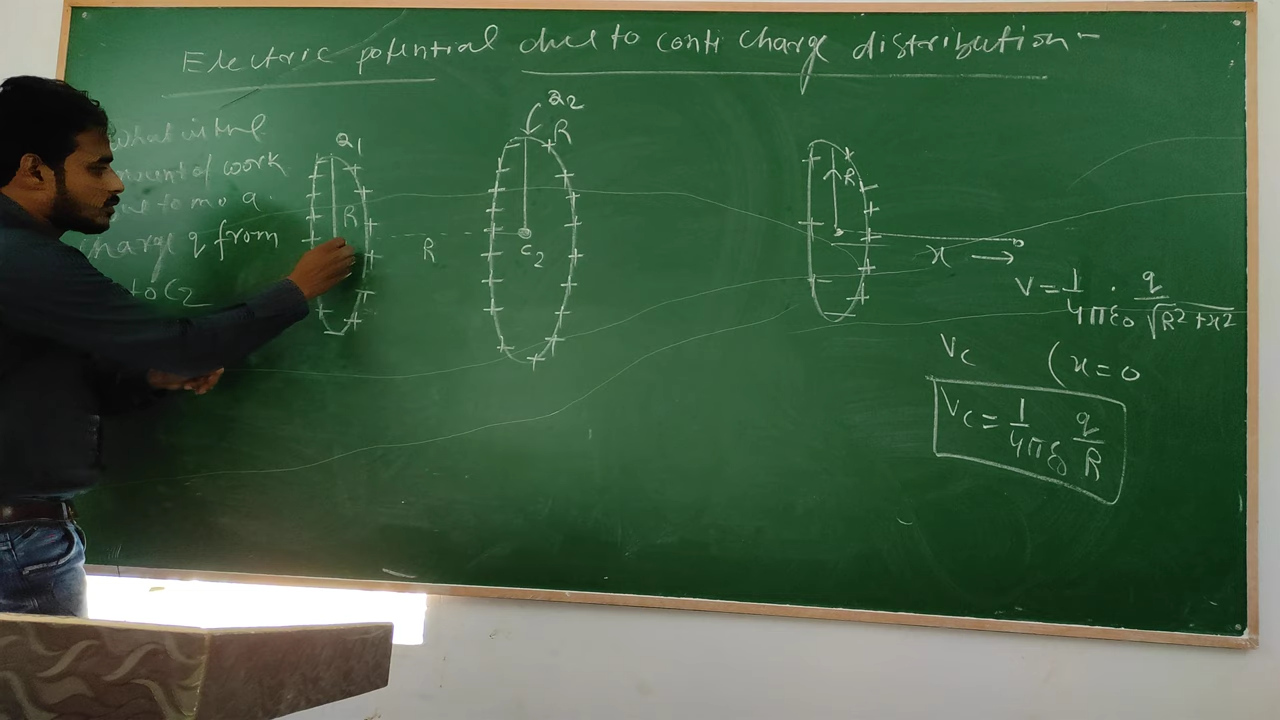 Electric potential due to conti charge distribution-
What is the
amount of work
to mov a
charge q from
to C2
Q1
R
R
Q2
R
C2
R
x →
V = 1/4πε0 . q/√R2+x2
Vc (x=0
Vc = 1/4πε0 q/R